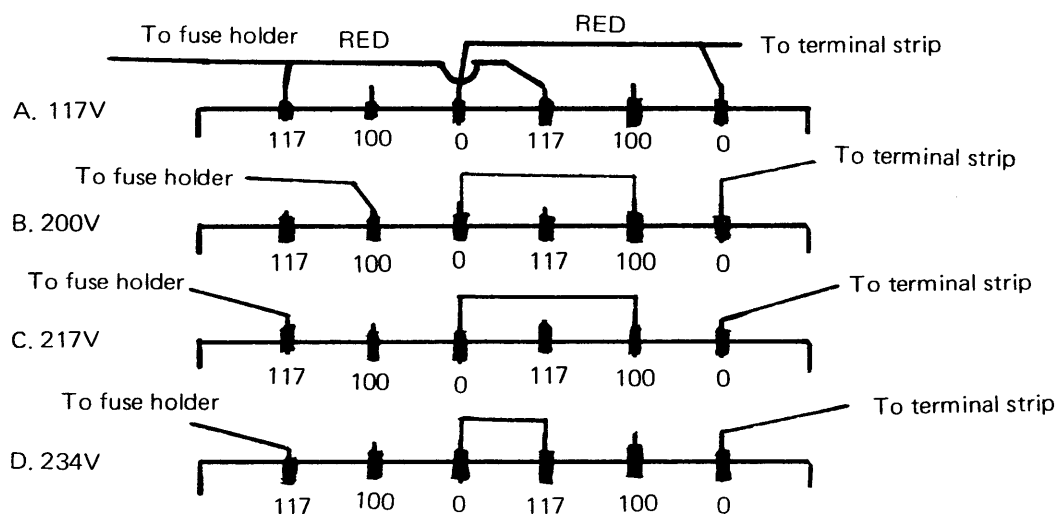 To fuse holder RED RED To terminal strip
A. 117V
117 100 0 117 100 0
To fuse holder To terminal strip
B. 200V
117 100 0 117 100 0
To fuse holder To terminal strip
C. 217V
117 100 0 117 100 0
To fuse holder To terminal strip
D. 234V
117 100 0 117 100 0